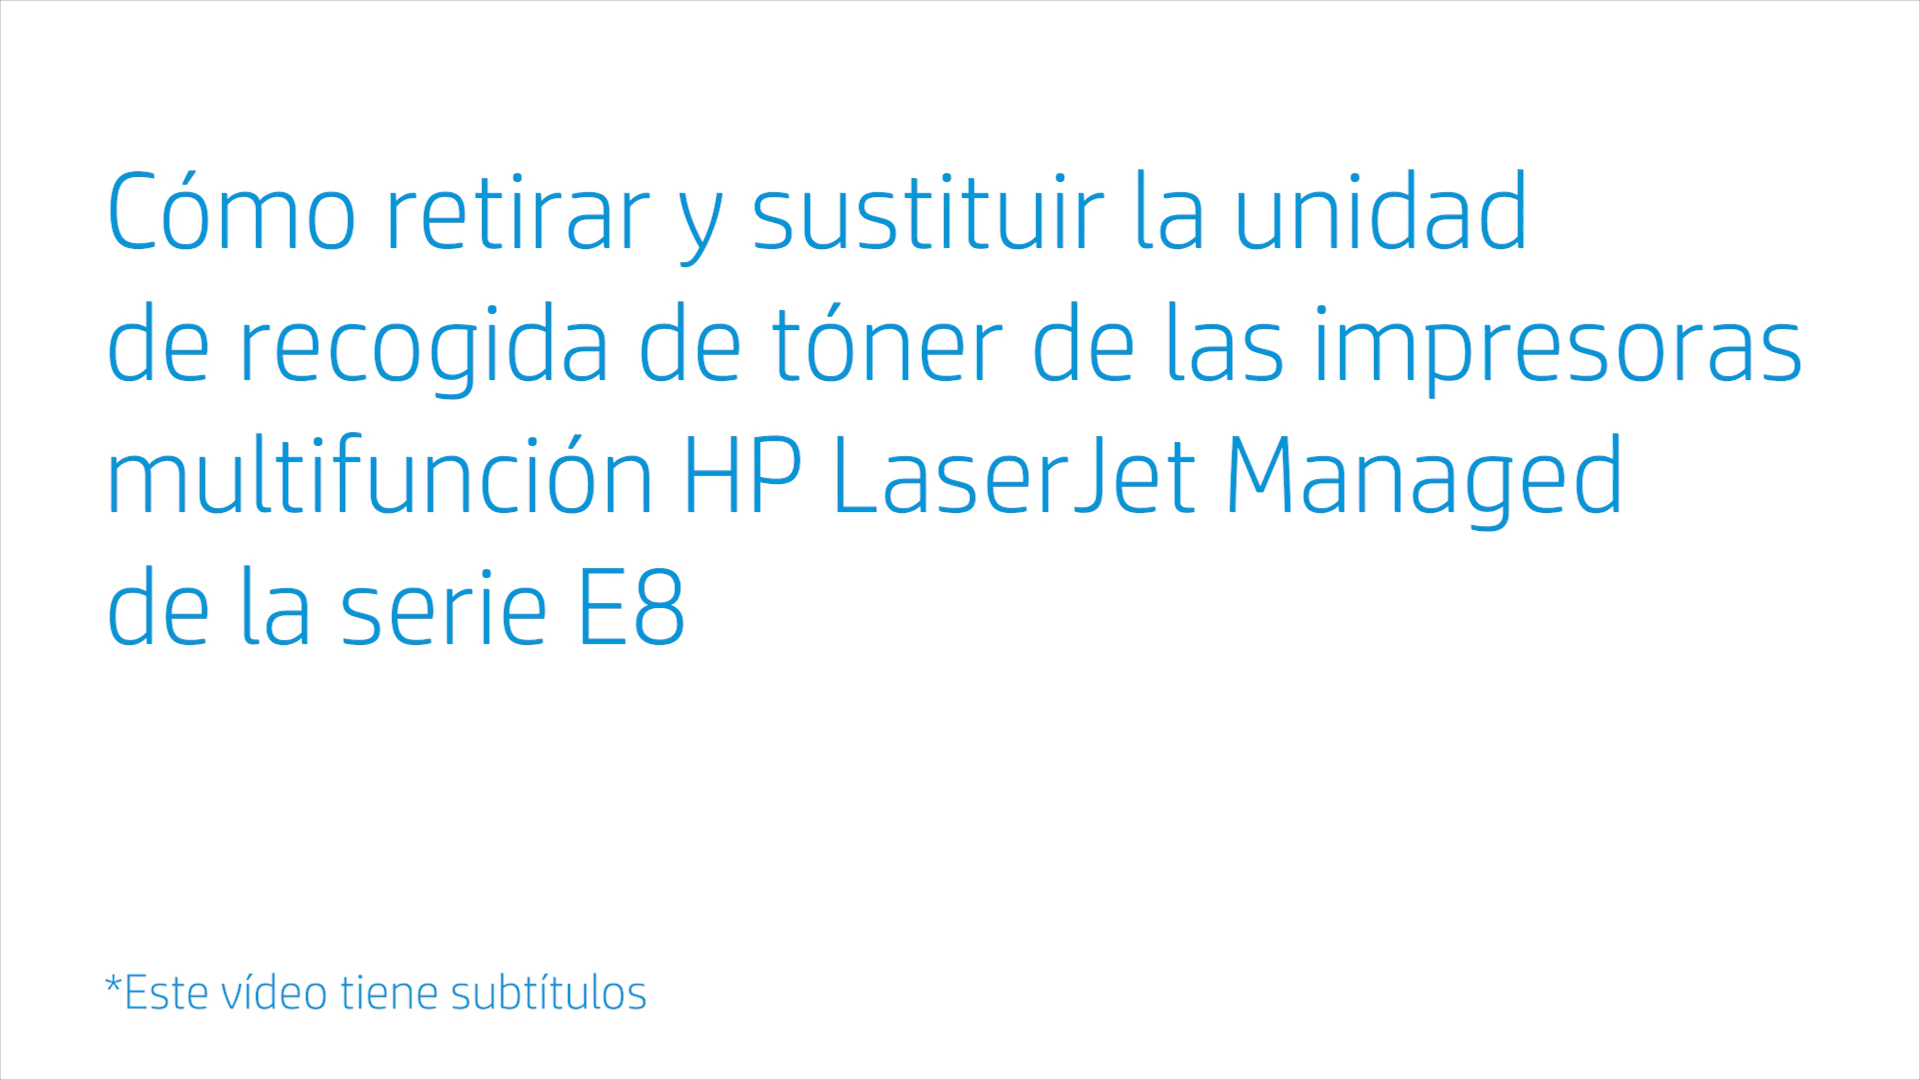 Cómo retirar y sustituir la unidad
de recogida de tóner de las impresoras
multifunción HP LaserJet Managed
de la serie E8
*Este vídeo tiene subtítulos